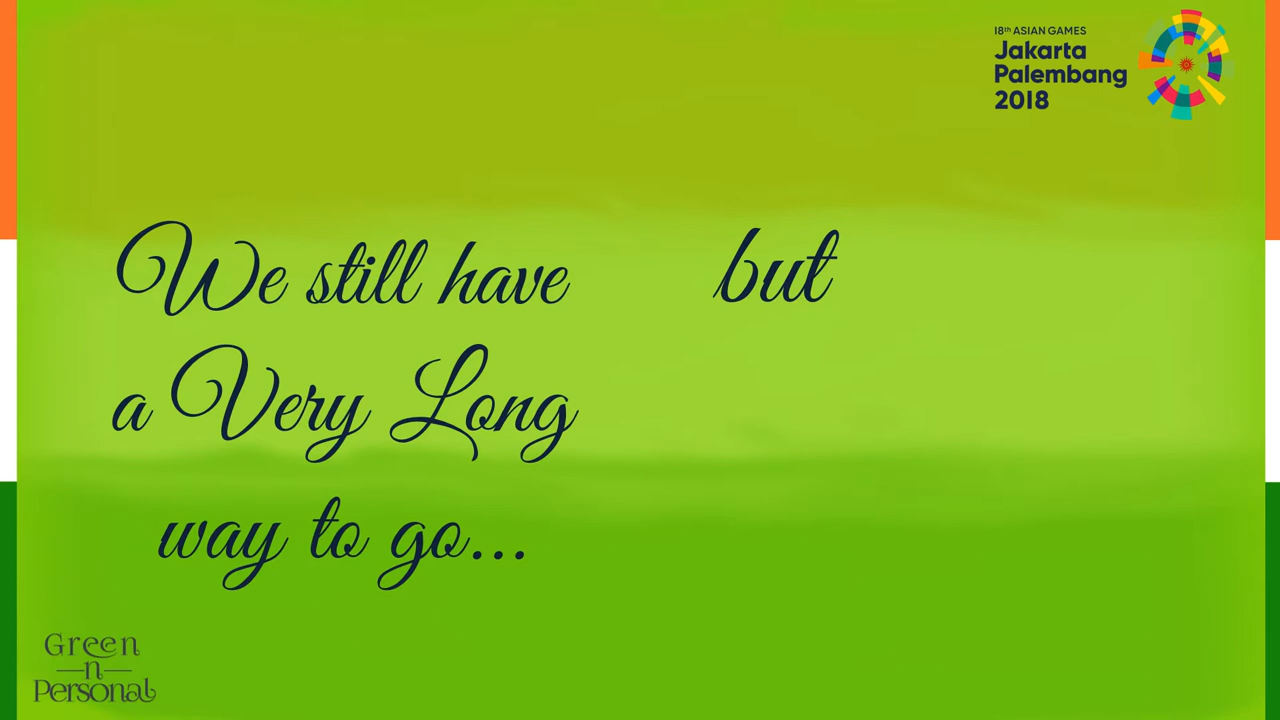 18th ASIAN GAMES
Jakarta
Palembang
2018
We still have
a Very Long
way to go...
but
Green
n
Personal